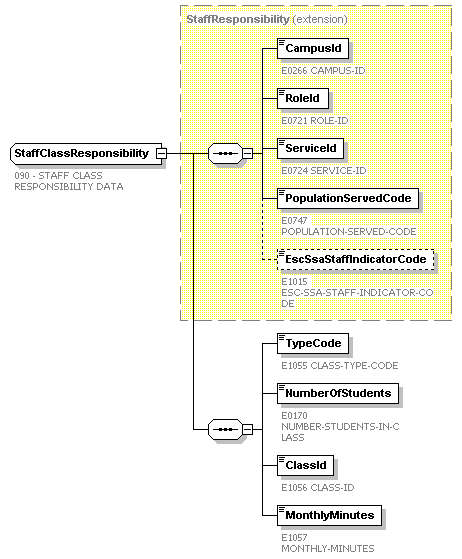 StaffResponsibility (extension)
CampusId
E0266 CAMPUS-ID
RoleId
E0721 ROLE-ID
StaffClassResponsibility
090 - STAFF CLASS
RESPONSIBILITY DATA
ServiceId
E0724 SERVICE-ID
PopulationServedCode
E0747
POPULATION-SERVED-CODE
EscSsaStaffIndicatorCode
E1015
ESC-SSA-STAFF-INDICATOR-CO
DE
TypeCode
E1055 CLASS-TYPE-CODE
NumberOfStudents
E0170
NUMBER-STUDENTS-IN-C
LASS
ClassId
E1056 CLASS-ID
MonthlyMinutes
E1057
MONTHLY-MINUTES